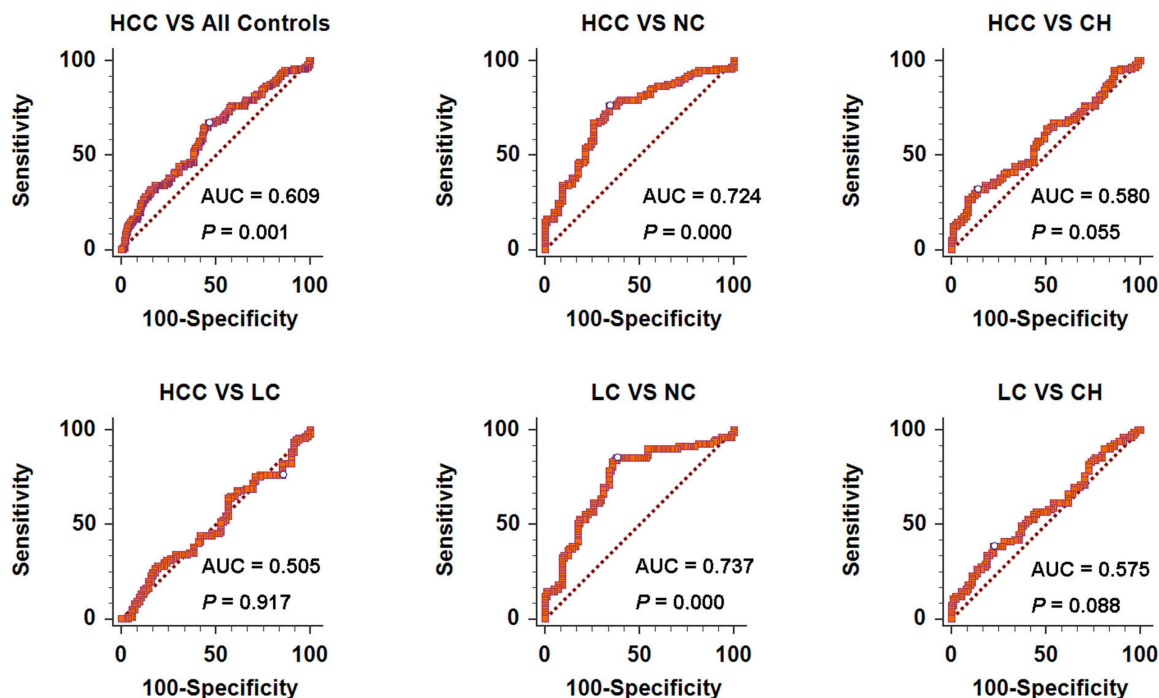 HCC VS All Controls
Sensitivity
100
50
0
AUC = 0.609
P = 0.001
0 50 100
100-Specificity
HCC VS NC
Sensitivity
100
50
0
AUC = 0.724
P = 0.000
0 50 100
100-Specificity
HCC VS CH
Sensitivity
100
50
0
AUC = 0.580
P = 0.055
0 50 100
100-Specificity
HCC VS LC
Sensitivity
100
50
0
AUC = 0.505
P = 0.917
0 50 100
100-Specificity
LC VS NC
Sensitivity
100
50
0
AUC = 0.737
P = 0.000
0 50 100
100-Specificity
LC VS CH
Sensitivity
100
50
0
AUC = 0.575
P = 0.088
0 50 100
100-Specificity